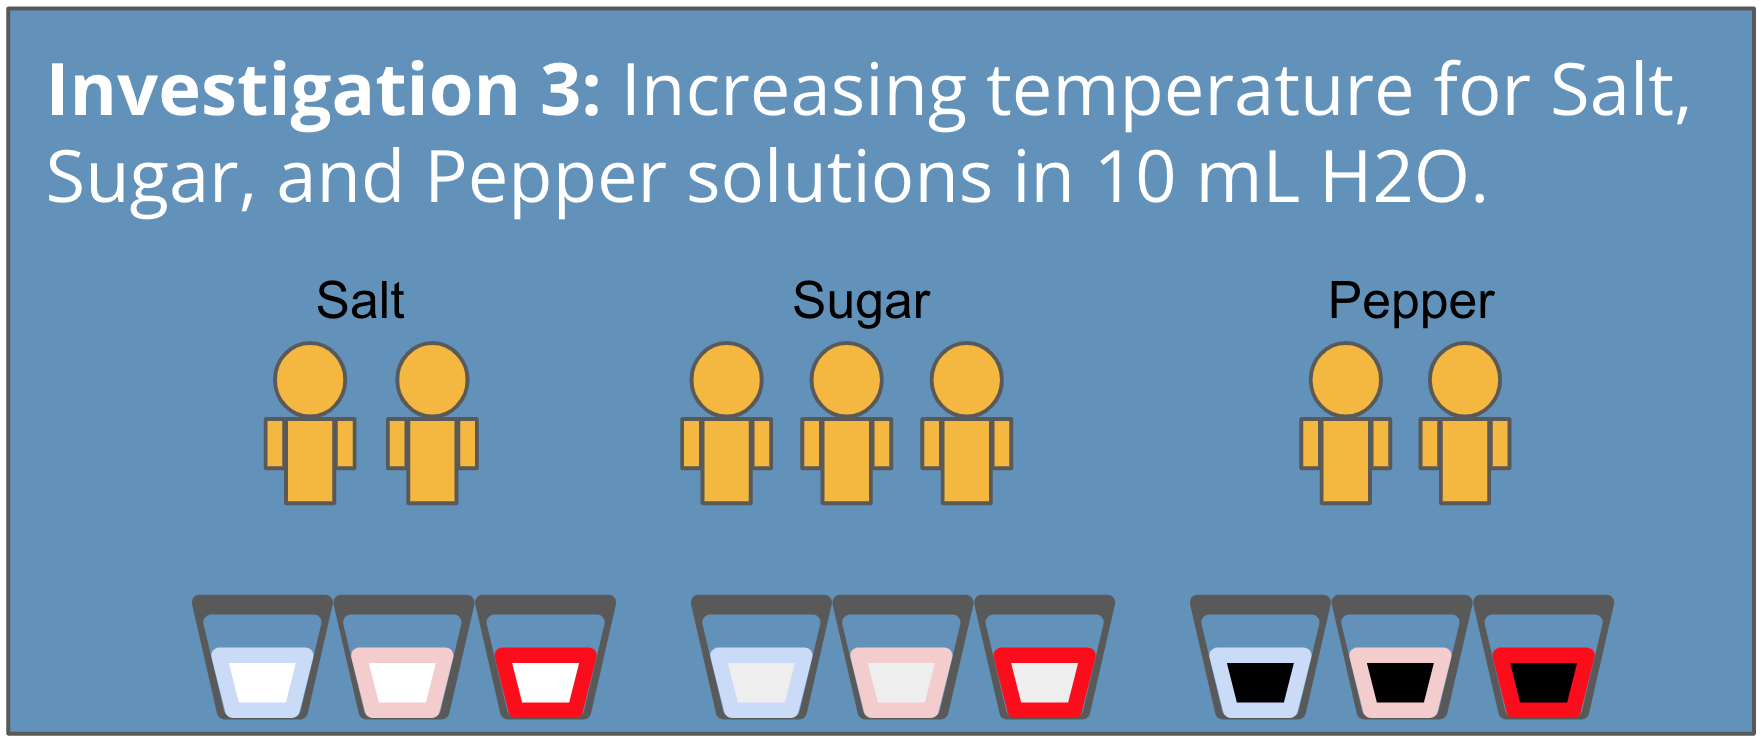 Investigation 3: Increasing temperature for Salt,
Sugar, and Pepper solutions in 10 mL H2O.
Salt
Sugar
Pepper